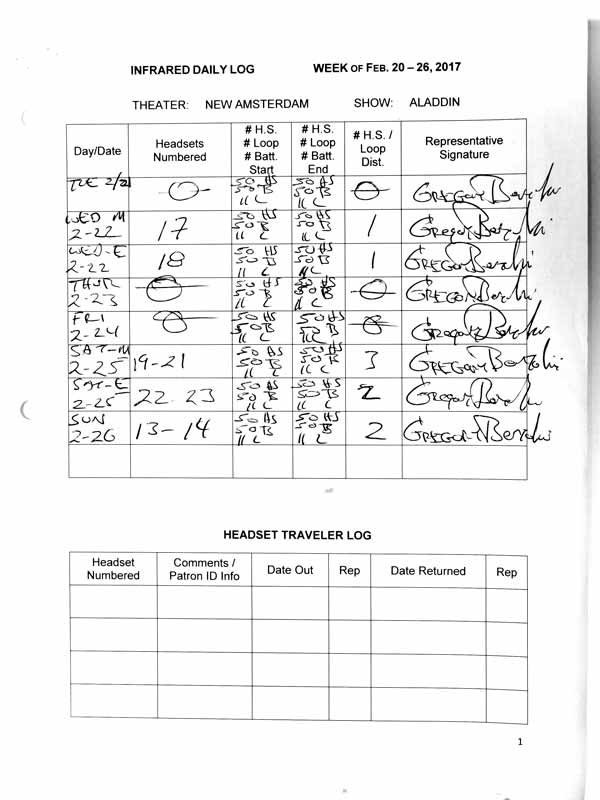 INFRARED DAILY LOG WEEK OF FEB. 20 – 26, 2017
THEATER: NEW AMSTERDAM SHOW: ALADDIN
Day/Date Headsets Numbered # H.S. # Loop # Batt. Start # H.S. # Loop # Batt. End # H.S. / Loop Dist. Representative Signature
TUE 2/21 0 50 HS 50 B 11 C 50 HS 50 B 11 C 0 GREGORY
WED M 2-22 17 50 HS 50 B 11 C 50 HS 50 B 11 C 1 GREGORY
WED-E 2-22 18 50 HS 50 B 11 C 50 HS 50 B 11 C 1 GREGORY
THUR 2-23 0 50 HS 50 B 11 C 50 HS 50 B 11 C 0 GREGORY
FRI 2-24 0 50 HS 50 B 11 C 50 HS 50 B 11 C 0 GREGORY
SAT-M 2-25 19-21 50 HS 50 B 11 C 50 HS 50 B 11 C 3 GREGORY
SAT-E 2-25 22.23 50 HS 50 B 11 C 50 HS 50 B 11 C 2 GREGORY
SUN 2-26 13-14 50 HS 50 B 11 C 50 HS 50 B 11 C 2 GREGORY
HEADSET TRAVELER LOG
Headset Numbered Comments / Patron ID Info Date Out Rep Date Returned Rep
1